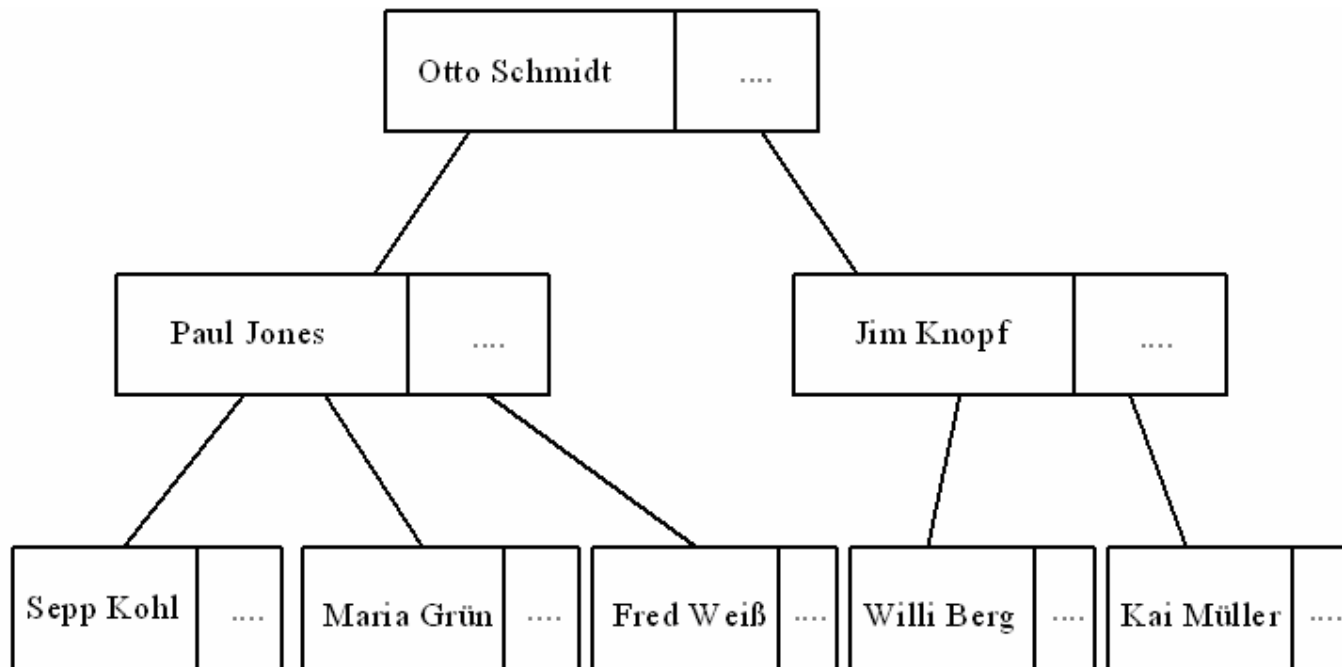 Otto Schmidt ....
Paul Jones ....
Jim Knopf ....
Sepp Kohl ....
Maria Grün ....
Fred Weiß ....
Willi Berg ....
Kai Müller ....